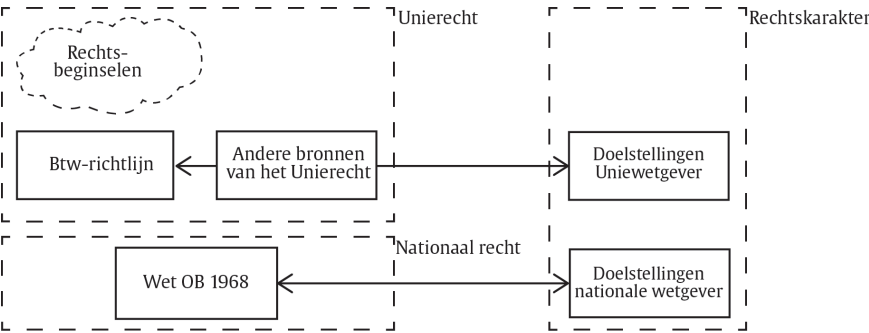 Unierecht
Rechtskarakter
Rechts-
beginselen
Btw-richtlijn
Andere bronnen
van het Unierecht
Doelstellingen
Uniewetgever
Nationaal recht
Wet OB 1968
Doelstellingen
nationale wetgever